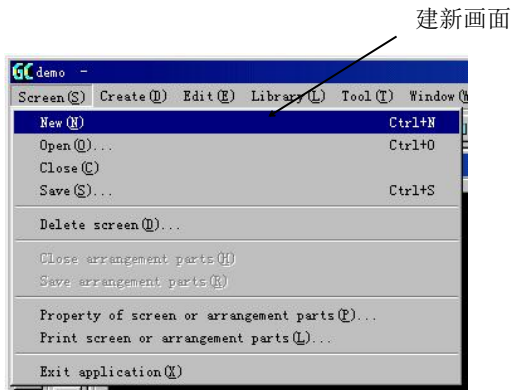 建新画面
GC demo -
Screen(S) Create(D) Edit(E) Library(L) Tool(T) Window(W
New(N) Ctrl+N
Open(O)... Ctrl+O
Close(C)
Save(S)... Ctrl+S
Delete screen(D)...
Close arrangement parts(H)
Save arrangement parts(R)
Property of screen or arrangement parts(P)...
Print screen or arrangement parts(L)...
Exit application(X)